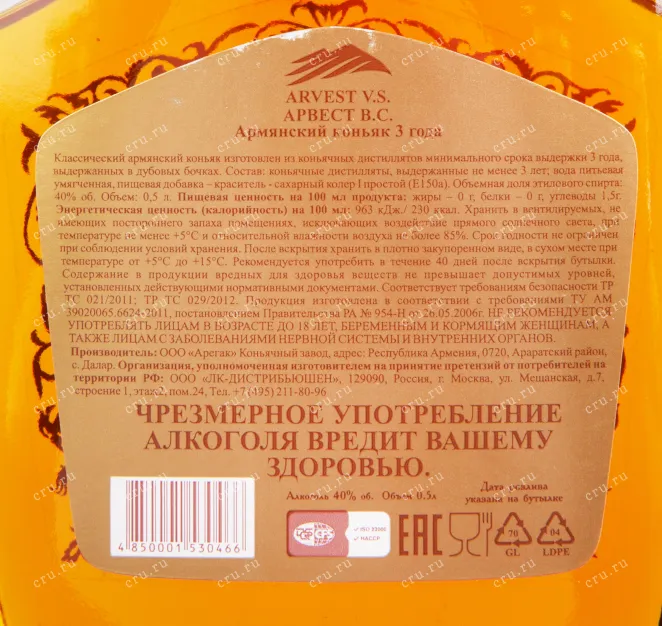 ARVEST V.S.
АРВЕСТ В.С.
Армянский коньяк 3 года
Классический армянский коньяк изготовлен из коньячных дистиллятов минимального срока выдержки 3 года,
выдержанных в дубовых бочках. Состав: коньячные дистилляты, выдержанные не менее 3 лет; вода питьевая
умягченная, пищевая добавка – краситель - сахарный колер I простой (E150a). Объемная доля этилового спирта:
40% об. Объем: 0,5 л. Пищевая ценность на 100 мл продукта: жиры – 0 г, белки – 0 г, углеводы 1,5г.
Энергетическая ценность (калорийность) на 100 мл: 963 кДж./ 230 ккал. Хранить в вентилируемых, не
имеющих постороннего запаха помещениях, исключающих воздействие прямого солнечного света, при
температуре не менее +5°С и относительной влажности воздуха не более 85%. Срок годности не ограничен
при соблюдении условий хранения. После вскрытия хранить в плотно закупоренном виде, в сухом месте при
температуре от +5°С до +15°С. Рекомендуется употребить в течение 40 дней после вскрытия бутылки.
Содержание в продукции вредных для здоровья веществ не превышает допустимых уровней,
установленных действующими нормативными документами. Соответствует требованиям безопасности ТР
ТС 021/2011; ТР ТС 029/2012. Продукция изготовлена в соответствии с требованиями ТУ АМ
39020065.6624-2011, постановлением Правительства РА № 954-Н от 26.05.2006г. НЕ РЕКОМЕНДУЕТСЯ
УПОТРЕБЛЯТЬ ЛИЦАМ В ВОЗРАСТЕ ДО 18 ЛЕТ, БЕРЕМЕННЫМ И КОРМЯЩИМ ЖЕНЩИНАМ, А
ТАКЖЕ ЛИЦАМ С ЗАБОЛЕВАНИЯМИ НЕРВНОЙ СИСТЕМЫ И ВНУТРЕННИХ ОРГАНОВ.
Производитель: ООО «Арегак» Коньячный завод, адрес: Республика Армения, 0720, Араратский район,
с. Далар. Организация, уполномоченная изготовителем на принятие претензий от потребителей на
территории РФ: ООО «ЛК-ДИСТРИБЬЮШЕН», 129090, Россия, г. Москва, ул. Мещанская, д.7,
строение 1, этаж 2, пом.24, Тел. +7(495)211-80-96
ЧРЕЗМЕРНОЕ УПОТРЕБЛЕНИЕ
АЛКОГОЛЯ ВРЕДИТ ВАШЕМУ
ЗДОРОВЬЮ.
Алкоголь 40% об. Объем 0.5л
Дата розлива
указана на бутылке
4 850001 530466
ISO 22000
HACCP
EAC
70
GL
04
LDPE
cru.ru